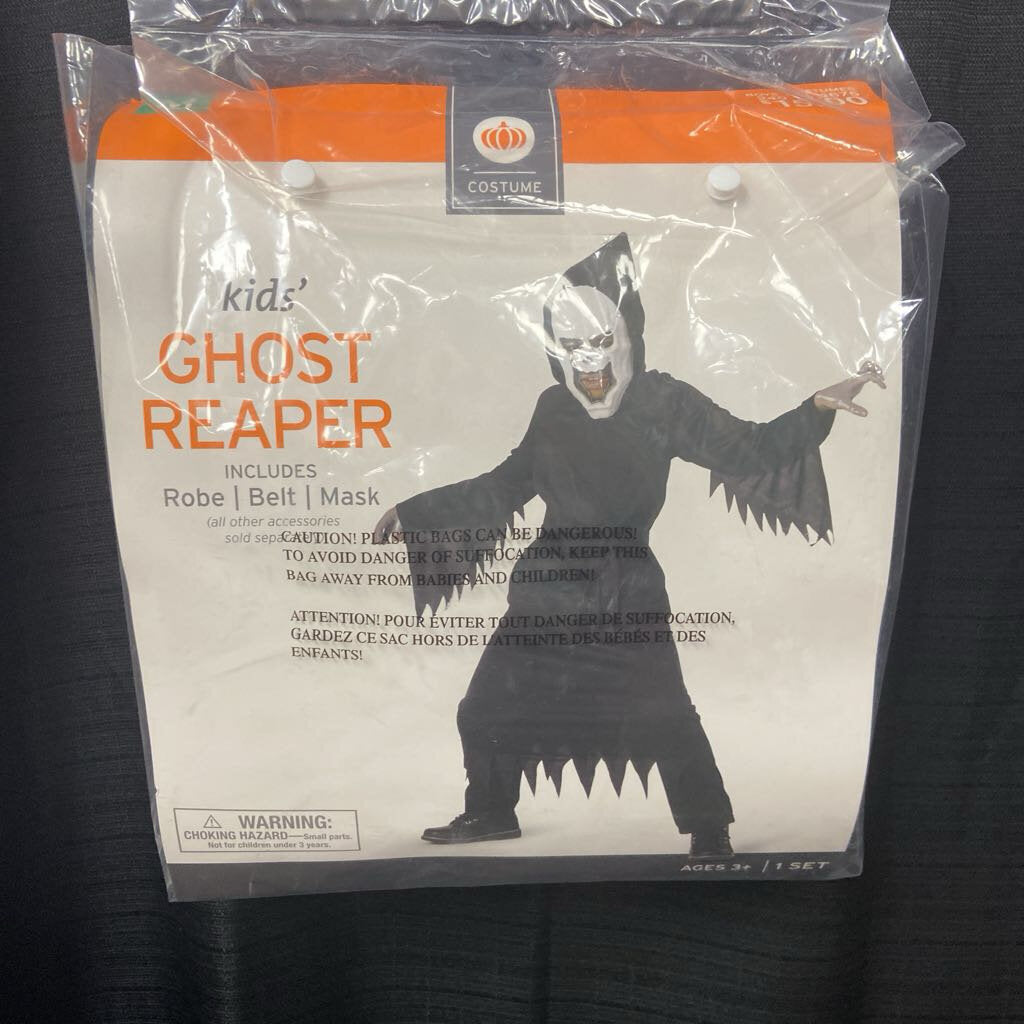 $15.00
COSTUME
kids'
GHOST
REAPER
INCLUDES
Robe | Belt | Mask
(all other accessories
sold
CAUTION! PLASTIC BAGS CAN BE DANGEROUS!
TO AVOID DANGER OF SUFFOCATION, KEEP THIS
BAG AWAY FROM BABIES AND CHILDREN!
ATTENTION! POUR ÉVITER TOUT DANGER DE SUFFOCATION,
GARDEZ CE SAC HORS DE L'ATTEINTE DES BÉBÉS ET DES
ENFANTS!
WARNING:
CHOKING HAZARD—Small parts.
Not for children under 3 years.
AGES 3+ / 1 SET